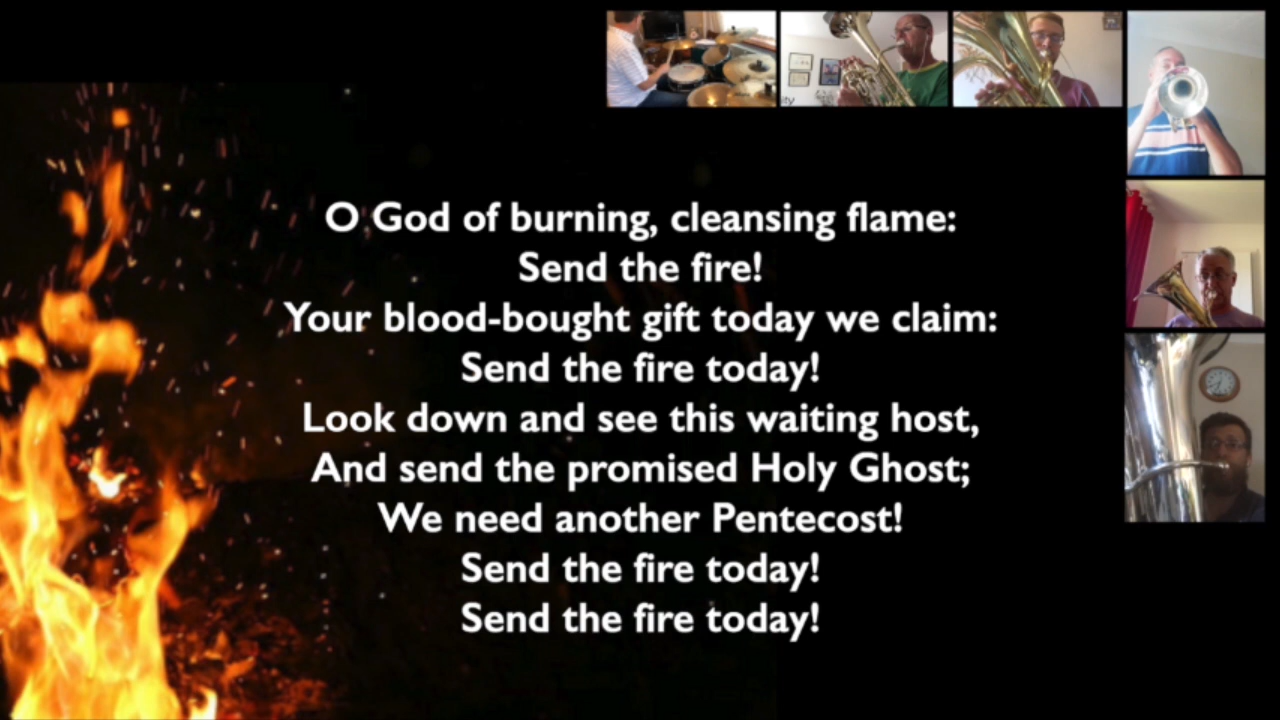 O God of burning, cleansing flame:
Send the fire!
Your blood-bought gift today we claim:
Send the fire today!
Look down and see this waiting host,
And send the promised Holy Ghost;
We need another Pentecost!
Send the fire today!
Send the fire today!